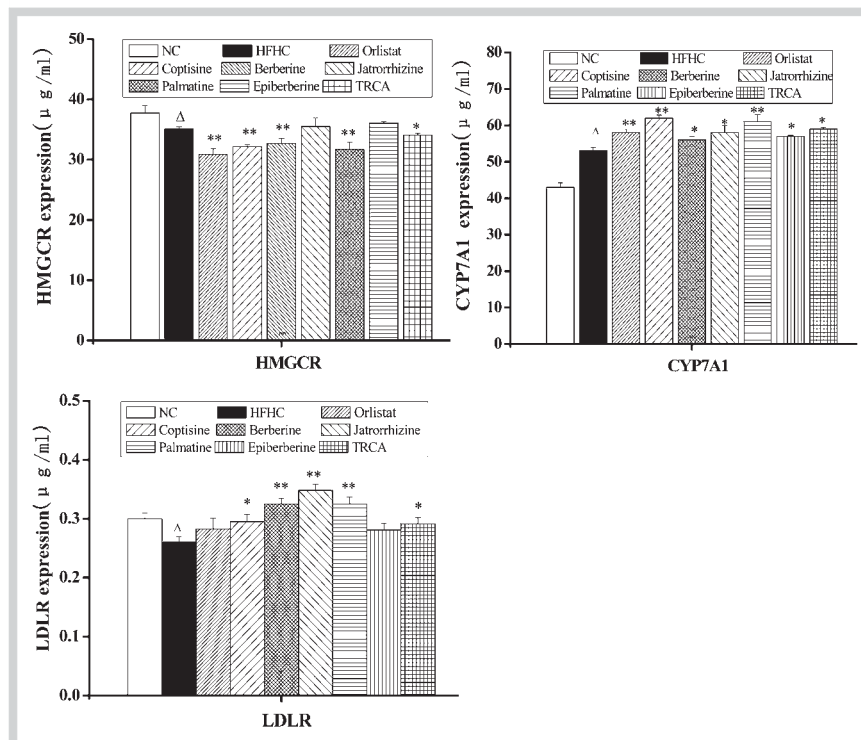 50
40
30
20
10
0
HMGCR expression( μ g/ml)
NC HFHC Orlistat
Coptisine Berberine Jatrorrhizine
Palmatine Epiberberine TRCA
Δ ** ** ** ** *
HMGCR
80
70
60
50
40
30
20
10
0
CYP7A1 expression( μ g/ml)
NC HFHC Orlistat
Coptisine Berberine Jatrorrhizine
Palmatine Epiberberine TRCA
Δ ** ** * * ** * *
CYP7A1
0.5
0.4
0.3
0.2
0.1
0.0
LDLR expression( μ g/ml)
NC HFHC Orlistat
Coptisine Berberine Jatrorrhizine
Palmatine Epiberberine TRCA
Δ * ** ** ** *
LDLR